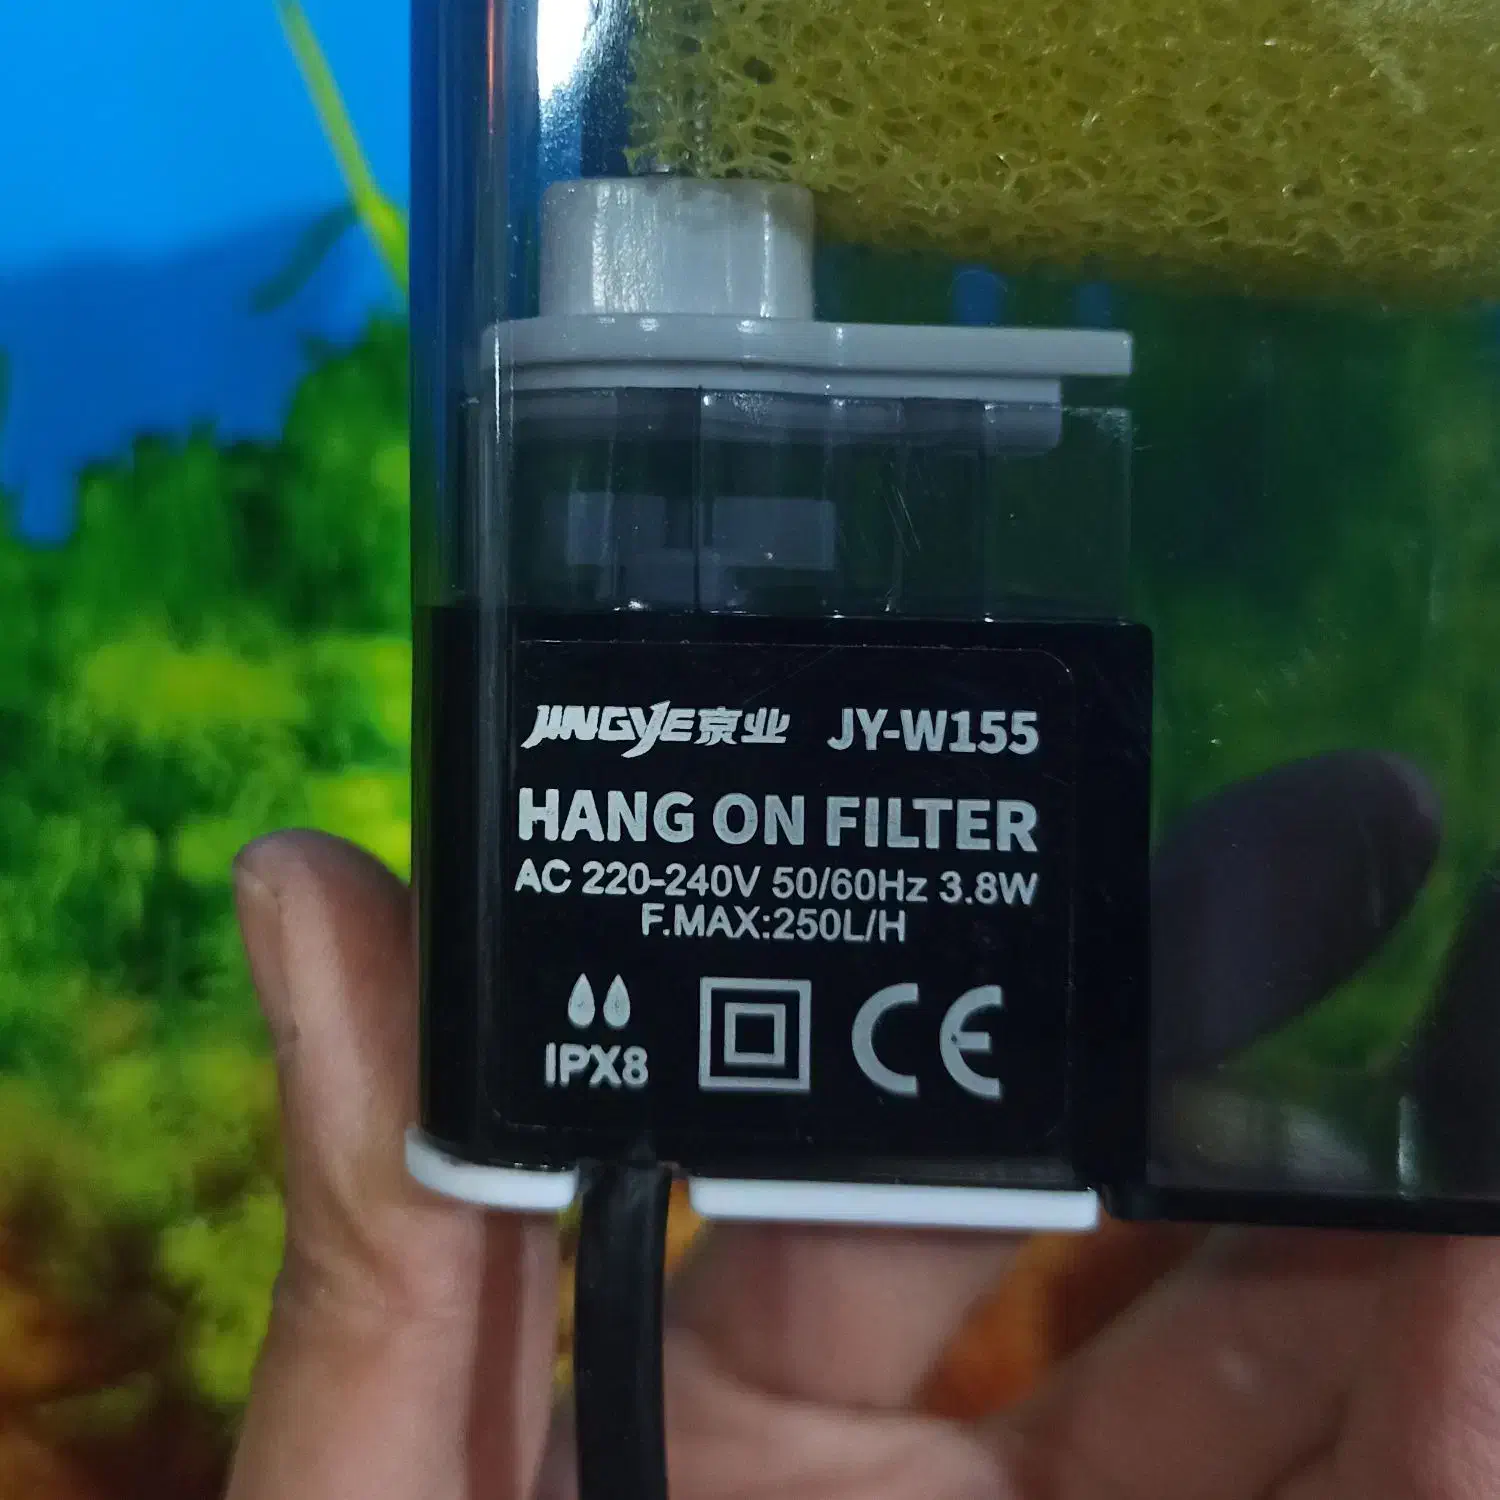 JINGYE京业 JY-W155
HANG ON FILTER
AC 220-240V 50/60Hz 3.8W
F.MAX:250L/H
IPX8 CE